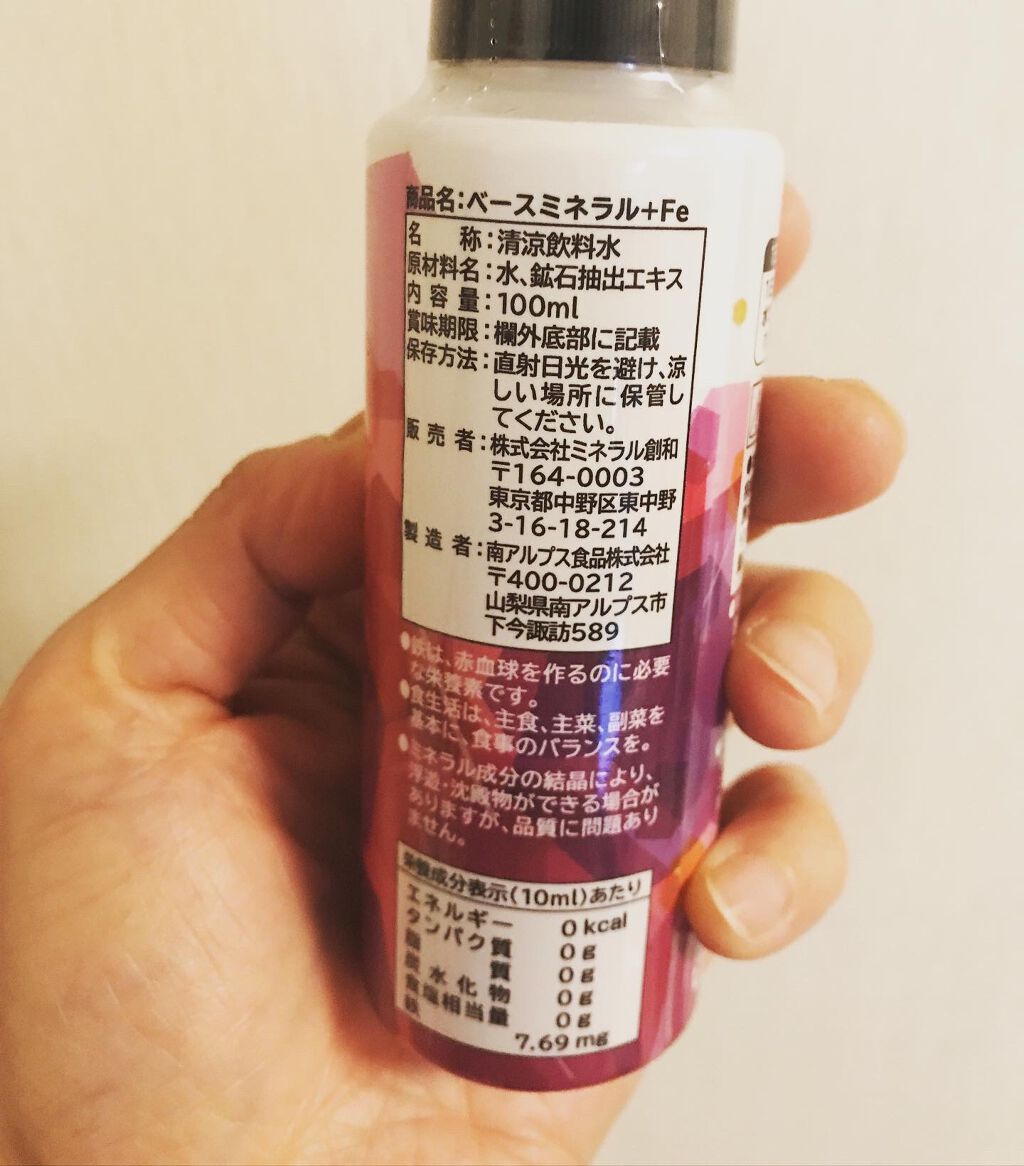 商品名:ベースミネラル+Fe
名称:清涼飲料水
原材料名:水、鉱石抽出エキス
内容量:100ml
賞味期限:欄外底部に記載
保存方法:直射日光を避け、涼
しい場所に保管し
てください。
販売者:株式会社ミネラル創和
〒164-0003
東京都中野区東中野
3-16-18-214
製造者:南アルプス食品株式会社
〒400-0212
山梨県南アルプス市
下今諏訪589
●鉄は、赤血球を作るのに必要
な栄養素です。
●食生活は、主食、主菜、副菜を
基本に、食事のバランスを。
●ミネラル成分の結晶により、
浮遊・沈殿物ができる場合が
ありますが、品質に問題あり
ません。
栄養成分表示(10ml)あたり
エネルギー 0kcal
タンパク質 0g
脂質 0g
炭水化物 0g
食塩相当量 0g
鉄 7.69mg